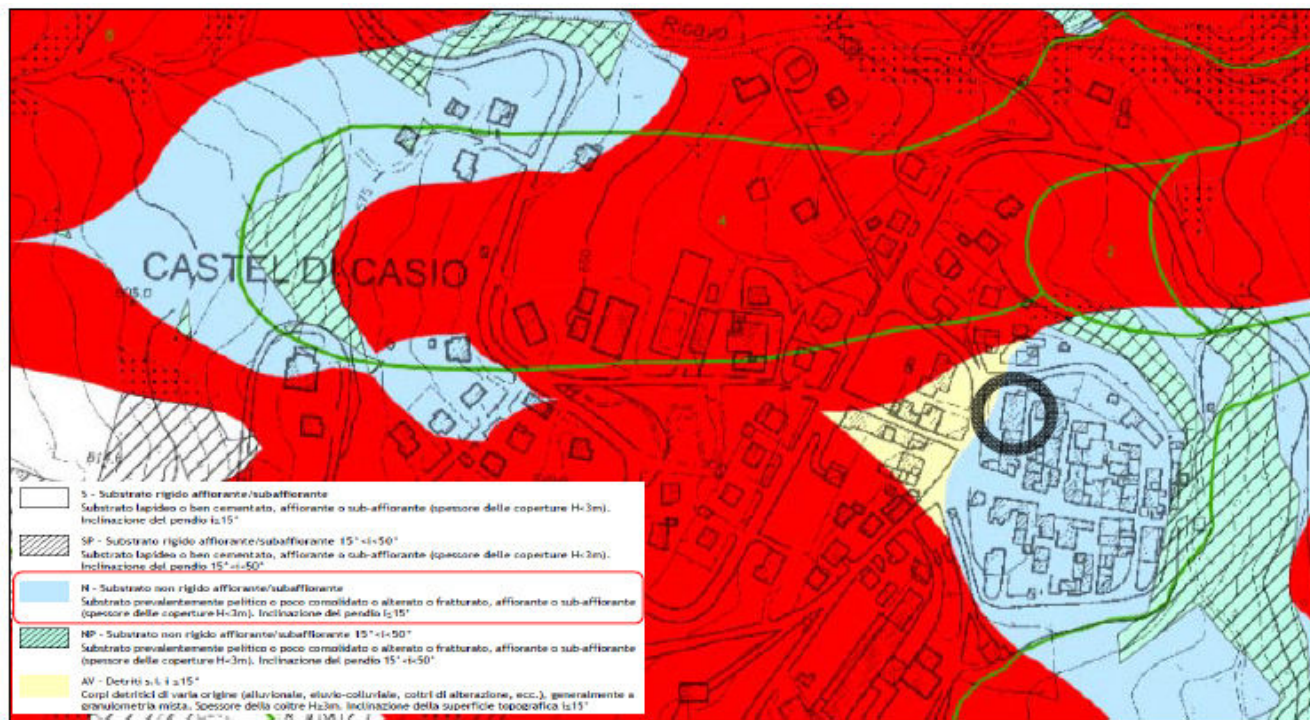 6
4
2
575
650
CASTEL DI CASIO
S - Substrato rigido affiorante/subaffiorante
Substrato lapideo o ben cementato, affiorante o sub-affiorante (spessore delle coperture H<3m).
Inclinazione del pendio i≤15°
SP - Substrato rigido affiorante/subaffiorante 15°<i<50°
Substrato lapideo o ben cementato, affiorante o sub-affiorante (spessore delle coperture H<3m).
Inclinazione del pendio 15°<i<50°
N - Substrato non rigido affiorante/subaffiorante
Substrato prevalentemente pelitico o poco consolidato o alterato o fratturato, affiorante o sub-affiorante
(spessore delle coperture H<3m). Inclinazione del pendio i≤15°
NP - Substrato non rigido affiorante/subaffiorante 15°<i<50°
Substrato prevalentemente pelitico o poco consolidato o alterato o fratturato, affiorante o sub-affiorante
(spessore delle coperture H<3m). Inclinazione del pendio 15°<i<50°
AV - Detriti s.l. i ≤15°
Corpi detritici di varia origine (alluvionale, eluvio-colluviale, coltri di alterazione, ecc.), generalmente a
granulometria mista. Spessore della coltre H≥3m. Inclinazione della superficie topografica i≤15°